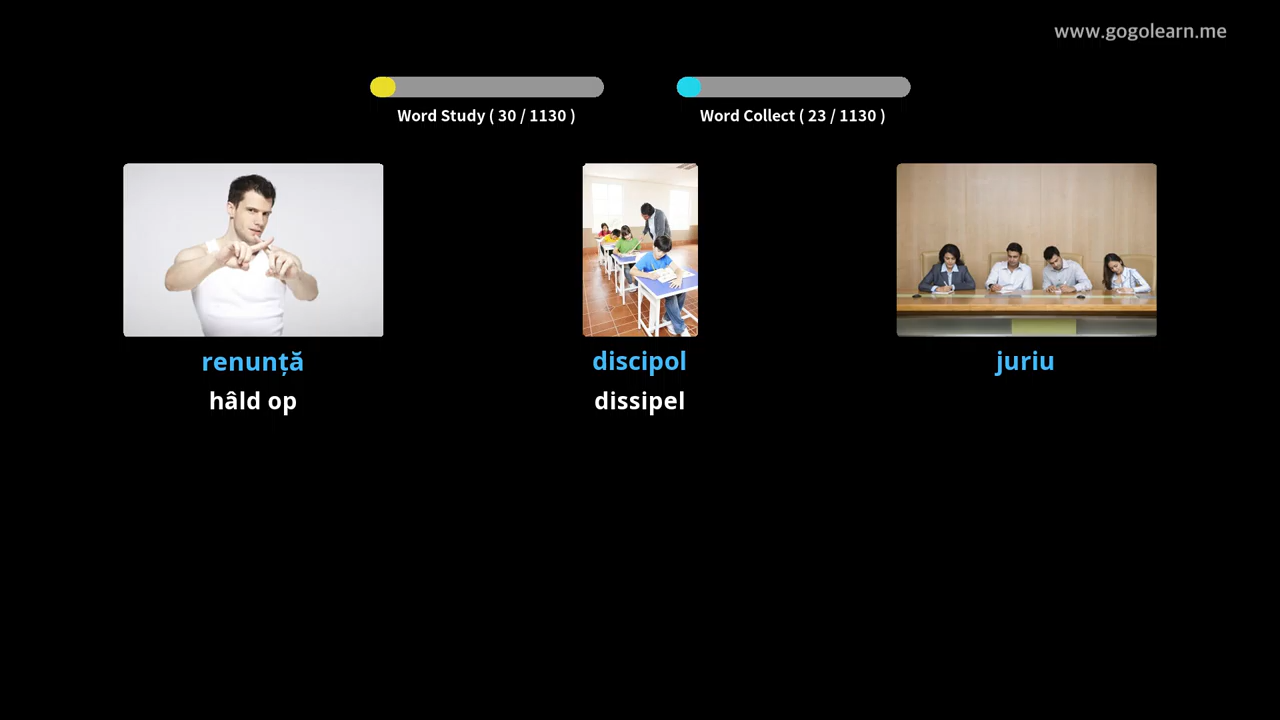 www.gogolearn.me
Word Study ( 30 / 1130 )
Word Collect ( 23 / 1130 )
renunță
discipol
juriu
hâld op
dissipel